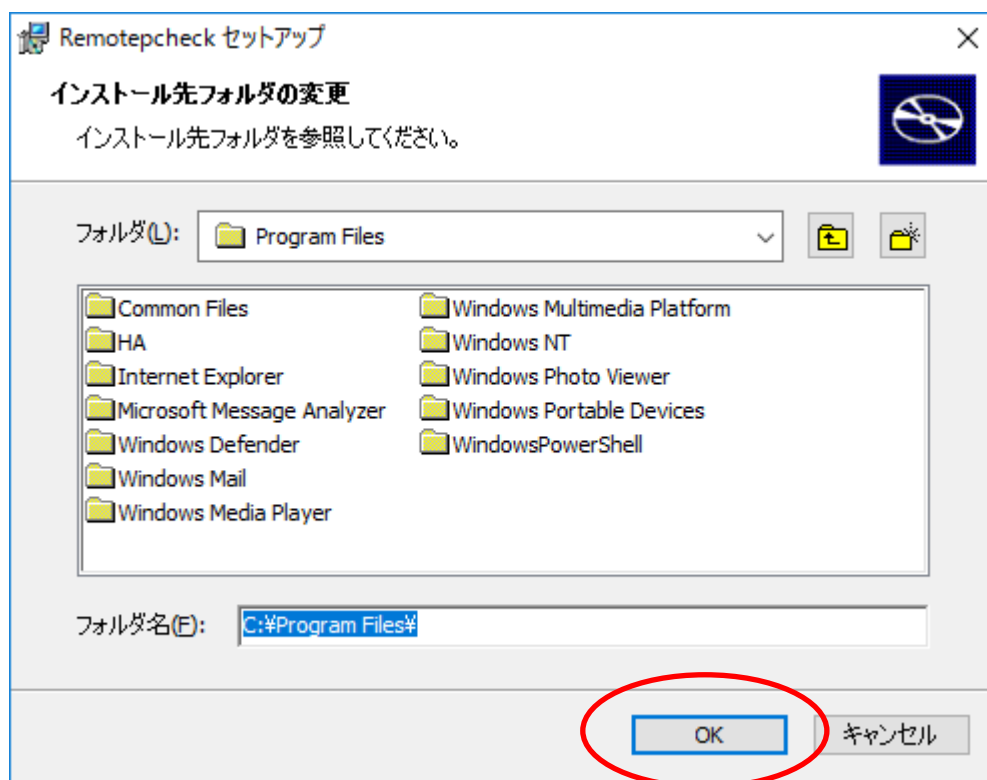 Remotepcheck セットアップ
インストール先フォルダの変更
インストール先フォルダを参照してください。
フォルダ(L):
Program Files
Common Files
HA
Internet Explorer
Microsoft Message Analyzer
Windows Defender
Windows Mail
Windows Media Player
Windows Multimedia Platform
Windows NT
Windows Photo Viewer
Windows Portable Devices
WindowsPowerShell
フォルダ名(F):
C:¥Program Files¥
OK
キャンセル